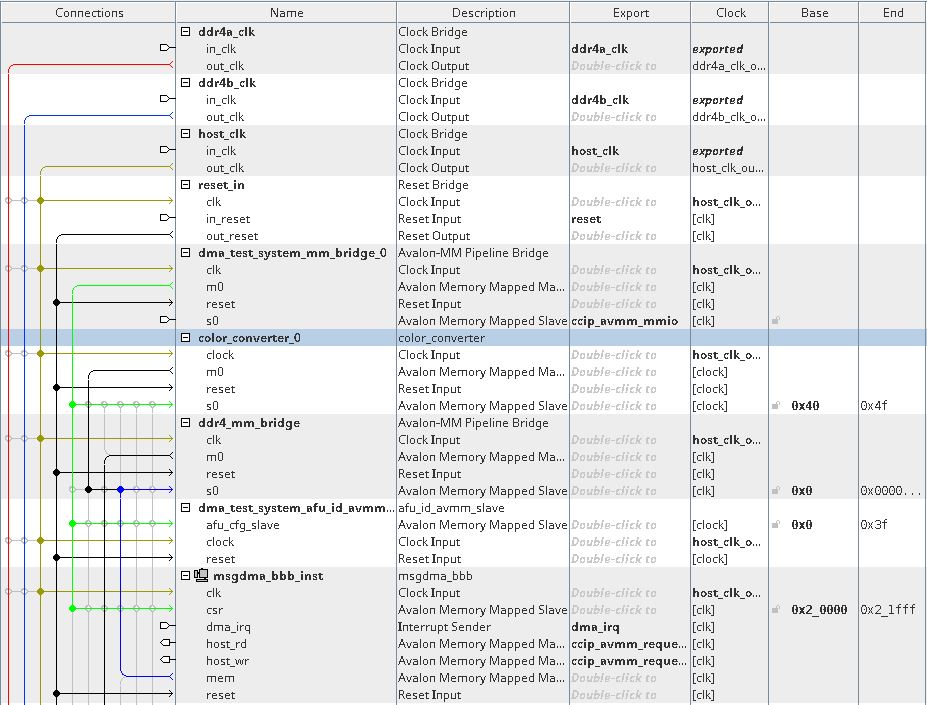 Connections Name Description Export Clock Base End
ddr4a_clk Clock Bridge
in_clk Clock Input ddr4a_clk exported
out_clk Clock Output Double-click to ddr4a_clk_o...
ddr4b_clk Clock Bridge
in_clk Clock Input ddr4b_clk exported
out_clk Clock Output Double-click to ddr4b_clk_o...
host_clk Clock Bridge
in_clk Clock Input host_clk exported
out_clk Clock Output Double-click to host_clk_ou...
reset_in Reset Bridge
clk Clock Input Double-click to host_clk_o...
in_reset Reset Input reset [clk]
out_reset Reset Output Double-click to [clk]
dma_test_system_mm_bridge_0 Avalon-MM Pipeline Bridge
clk Clock Input Double-click to host_clk_o...
m0 Avalon Memory Mapped Ma... Double-click to [clk]
reset Reset Input Double-click to [clk]
s0 Avalon Memory Mapped Slave ccip_avmm_mmio [clk]
color_converter_0 color_converter
clock Clock Input Double-click to host_clk_o...
m0 Avalon Memory Mapped Ma... Double-click to [clock]
reset Reset Input Double-click to [clock]
s0 Avalon Memory Mapped Slave Double-click to [clock] 0x40 0x4f
ddr4_mm_bridge Avalon-MM Pipeline Bridge
clk Clock Input Double-click to host_clk_o...
m0 Avalon Memory Mapped Ma... Double-click to [clk]
reset Reset Input Double-click to [clk]
s0 Avalon Memory Mapped Slave Double-click to [clk] 0x0 0x0000...
dma_test_system_afu_id_avmm... afu_id_avmm_slave
afu_cfg_slave Avalon Memory Mapped Slave Double-click to [clock] 0x0 0x3f
clock Clock Input Double-click to host_clk_o...
reset Reset Input Double-click to [clock]
msgdma_bbb_inst msgdma_bbb
clk Clock Input Double-click to host_clk_o...
csr Avalon Memory Mapped Slave Double-click to [clk] 0x2_0000 0x2_1fff
dma_irq Interrupt Sender dma_irq [clk]
host_rd Avalon Memory Mapped Ma... ccip_avmm_reque... [clk]
host_wr Avalon Memory Mapped Ma... ccip_avmm_reque... [clk]
mem Avalon Memory Mapped Ma... Double-click to [clk]
reset Reset Input Double-click to [clk]